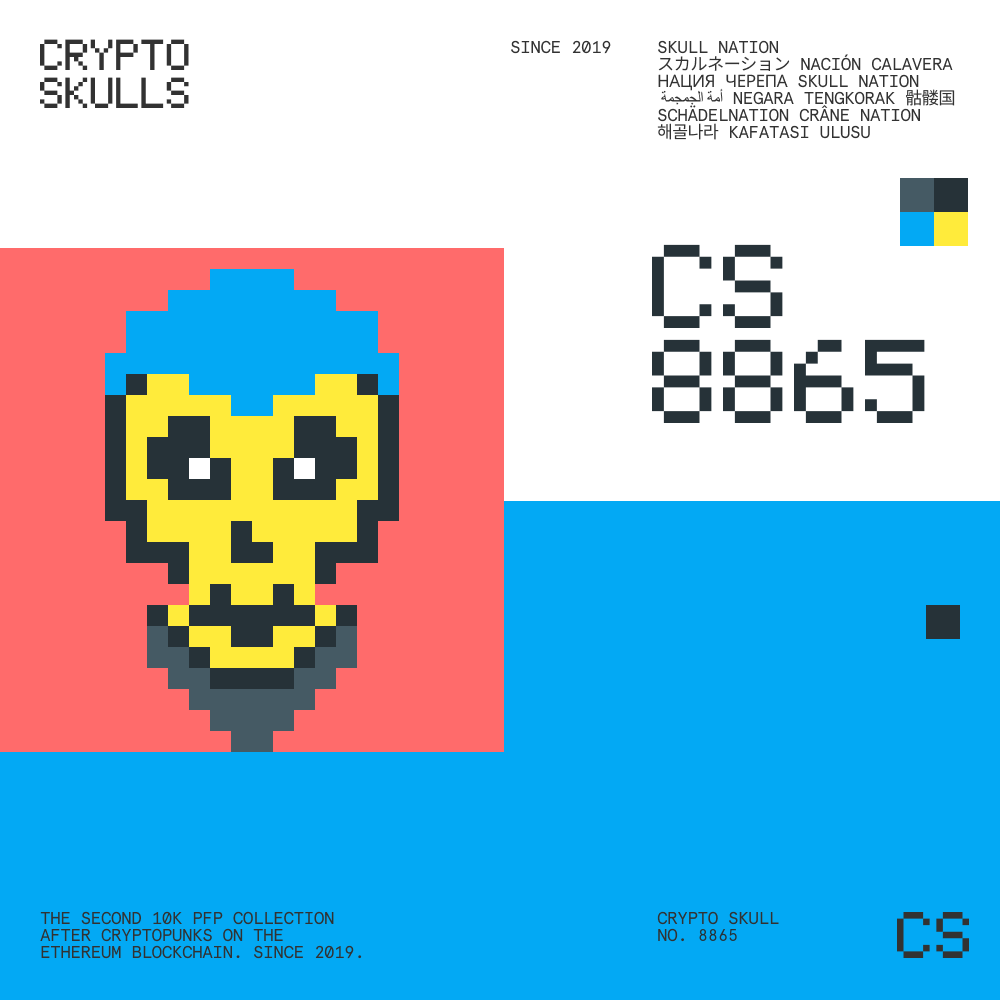 CRYPTO
SKULLS
SINCE 2019
SKULL NATION
スカルネーション NACIÓN CALAVERA
НАЦИЯ ЧЕРЕПА SKULL NATION
أمة الجمجمة NEGARA TENGKORAK 骷髅国
SCHÄDELNATION CRÂNE NATION
해골나라 KAFATASI ULUSU
CS
8865
THE SECOND 10K PFP COLLECTION
AFTER CRYPTOPUNKS ON THE
ETHEREUM BLOCKCHAIN. SINCE 2019.
CRYPTO SKULL
NO. 8865
CS